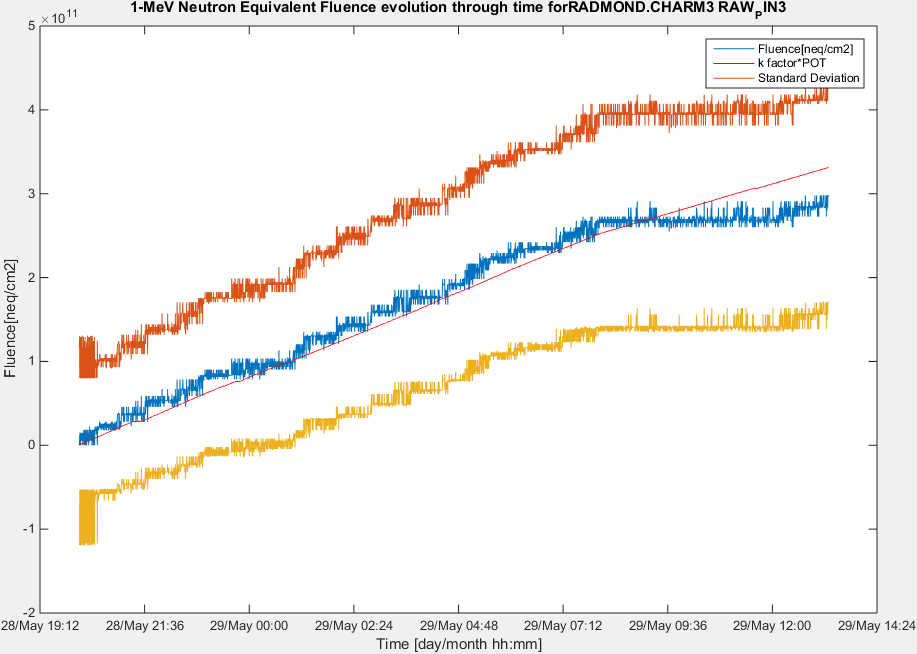 1-MeV Neutron Equivalent Fluence evolution through time forRADMOND.CHARM3 RAW_PIN3
× 10^11
5
4
3
2
1
0
-1
-2
Fluence[neq/cm2]
Fluence[neq/cm2]
k factor*POT
Standard Deviation
28/May 19:12 28/May 21:36 29/May 00:00 29/May 02:24 29/May 04:48 29/May 07:12 29/May 09:36 29/May 12:00 29/May 14:24
Time [day/month hh:mm]